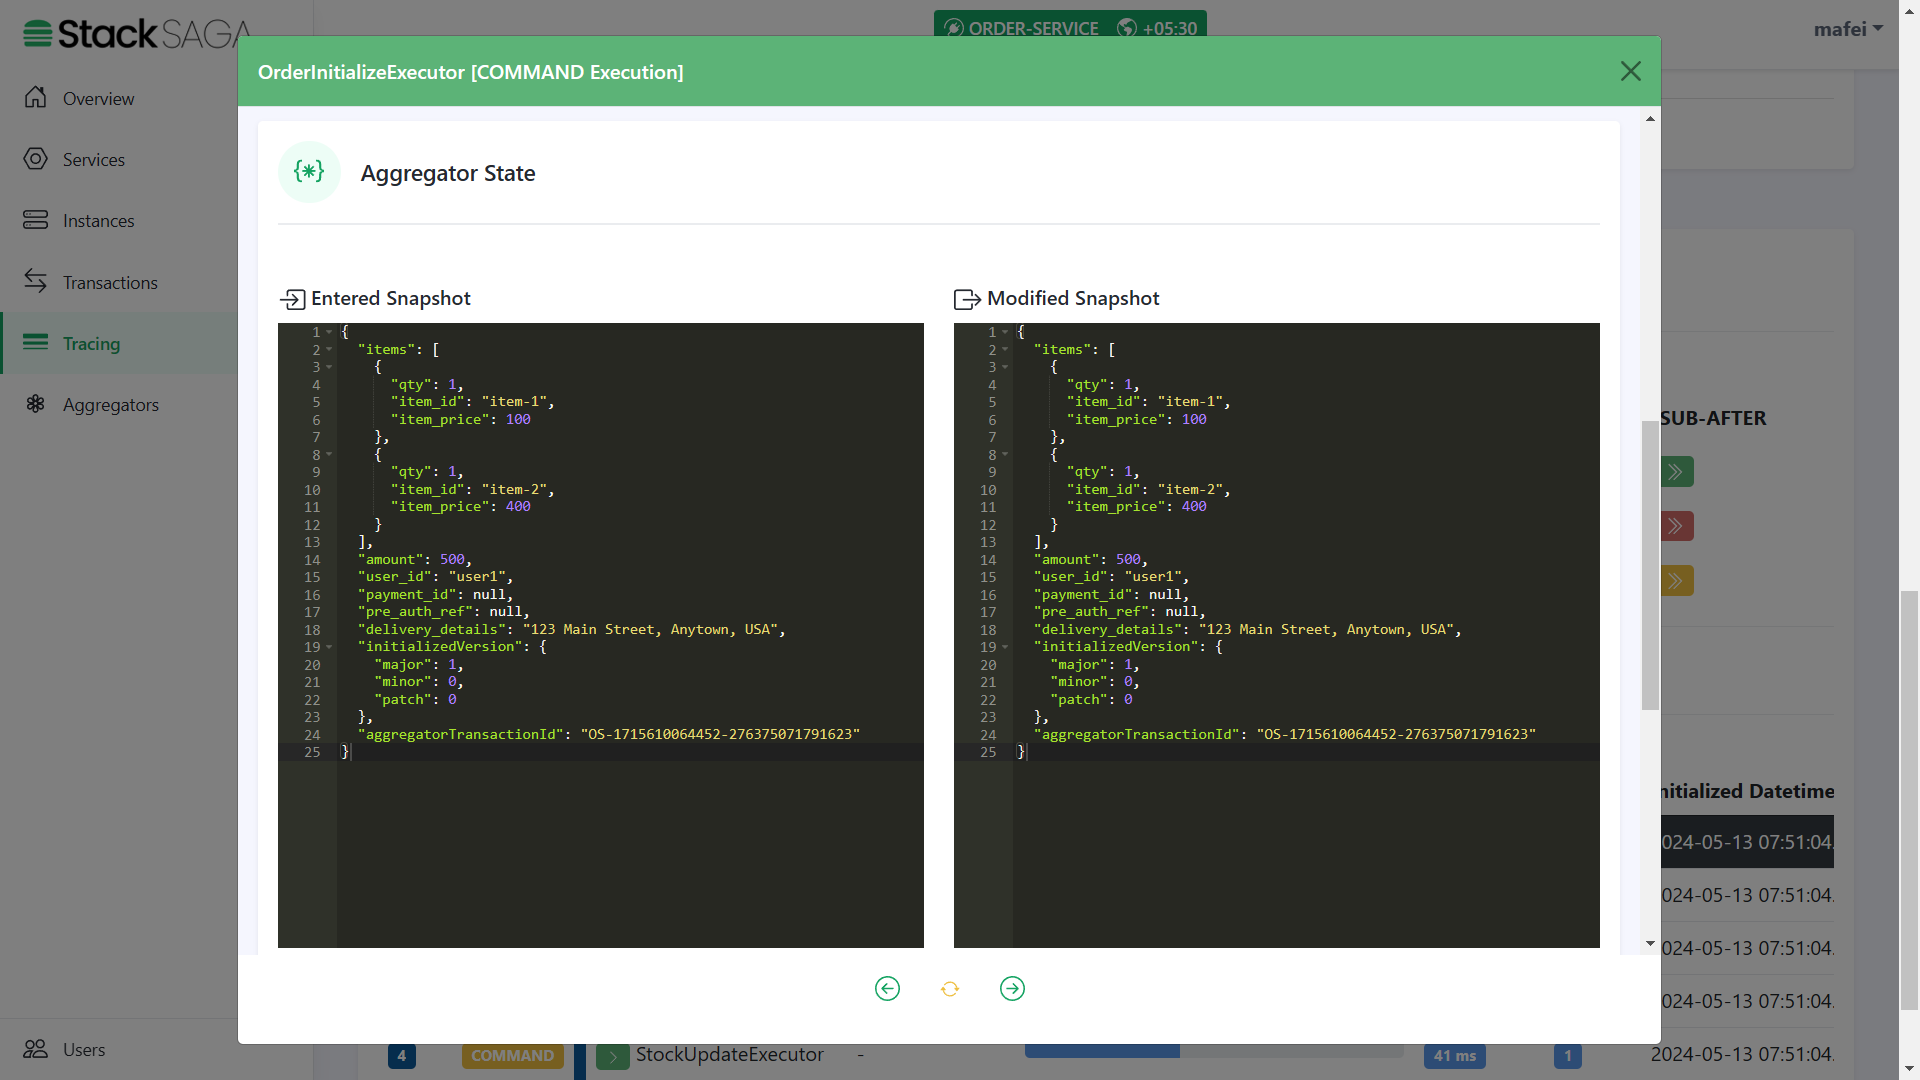 StackSAGA
ORDER-SERVICE +05:30
mafei
OrderInitializeExecutor [COMMAND Execution]
Overview
Services
Instances
Transactions
Tracing
Aggregators
Users
{*} Aggregator State
Entered Snapshot
1 {
2 "items": [
3 {
4 "qty": 1,
5 "item_id": "item-1",
6 "item_price": 100
7 },
8 {
9 "qty": 1,
10 "item_id": "item-2",
11 "item_price": 400
12 }
13 ],
14 "amount": 500,
15 "user_id": "user1",
16 "payment_id": null,
17 "pre_auth_ref": null,
18 "delivery_details": "123 Main Street, Anytown, USA",
19 "initializedVersion": {
20 "major": 1,
21 "minor": 0,
22 "patch": 0
23 },
24 "aggregatorTransactionId": "OS-1715610064452-276375071791623"
25 }
Modified Snapshot
1 {
2 "items": [
3 {
4 "qty": 1,
5 "item_id": "item-1",
6 "item_price": 100
7 },
8 {
9 "qty": 1,
10 "item_id": "item-2",
11 "item_price": 400
12 }
13 ],
14 "amount": 500,
15 "user_id": "user1",
16 "payment_id": null,
17 "pre_auth_ref": null,
18 "delivery_details": "123 Main Street, Anytown, USA",
19 "initializedVersion": {
20 "major": 1,
21 "minor": 0,
22 "patch": 0
23 },
24 "aggregatorTransactionId": "OS-1715610064452-276375071791623"
25 }
SUB-AFTER
nitialized Datetime
024-05-13 07:51:04.
024-05-13 07:51:04.
024-05-13 07:51:04.
024-05-13 07:51:04.
4 COMMAND StockUpdateExecutor - 41 ms 1 2024-05-13 07:51:04.